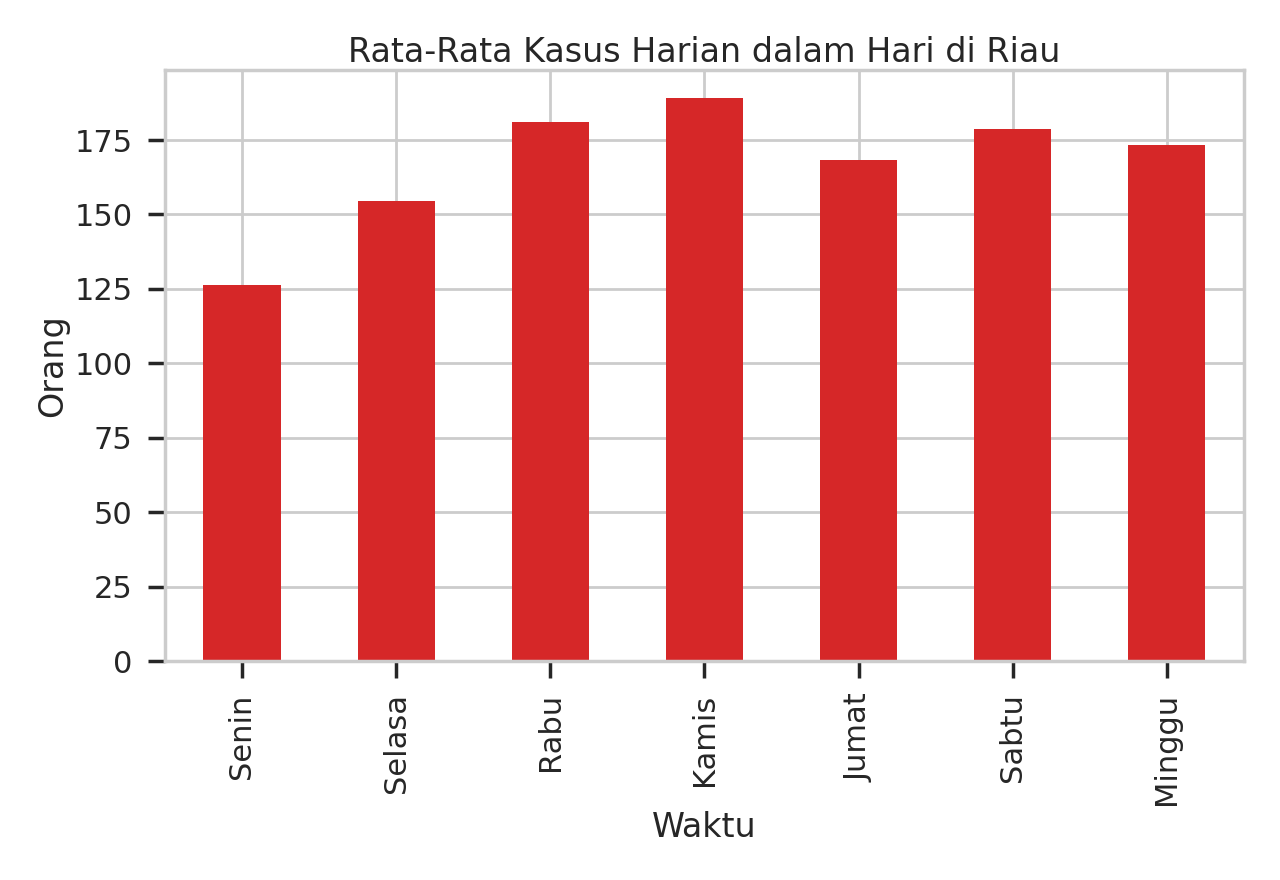 Rata-Rata Kasus Harian dalam Hari di Riau
Orang
175
150
125
100
75
50
25
0
Senin
Selasa
Rabu
Kamis
Jumat
Sabtu
Minggu
Waktu